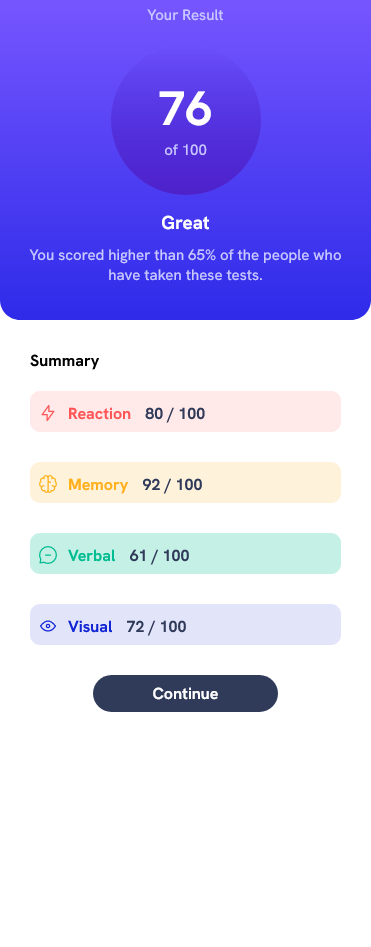 Your Result
76
of 100
Great
You scored higher than 65% of the people who
have taken these tests.
Summary
Reaction 80 / 100
Memory 92 / 100
Verbal 61 / 100
Visual 72 / 100
Continue